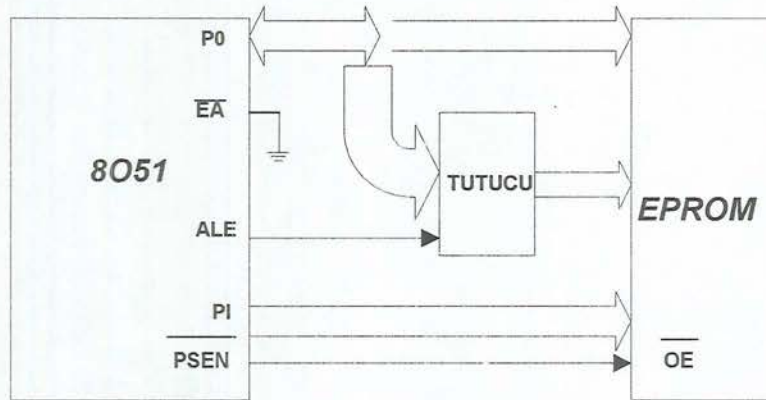 P0
EA
8O51
TUTUCU
EPROM
ALE
PI
PSEN
OE